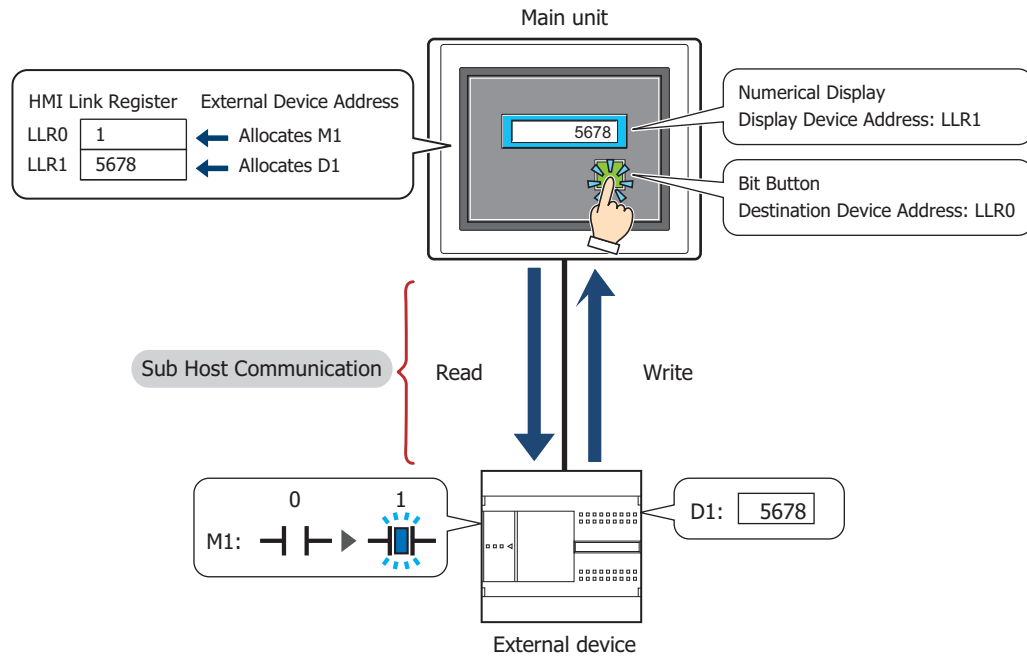 Main unit
HMI Link Register External Device Address
LLR0 1 Allocates M1
LLR1 5678 Allocates D1
5678
Numerical Display
Display Device Address: LLR1
Bit Button
Destination Device Address: LLR0
Sub Host Communication
Read
Write
0 1
M1:
D1: 5678
External device